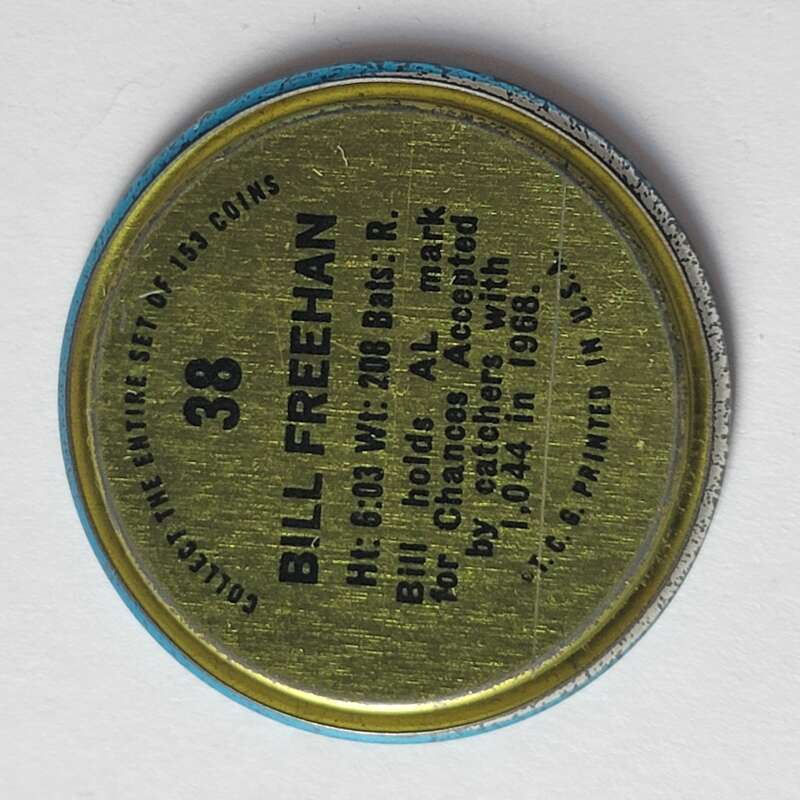 COLLECT THE ENTIRE SET OF 153 COINS
38
BILL FREEHAN
Ht: 6:03 Wt: 208 Bats: R.
Bill holds AL mark
for Chances Accepted
by catchers with
1,044 in 1968.
©T. C. G. PRINTED IN U.S.A.